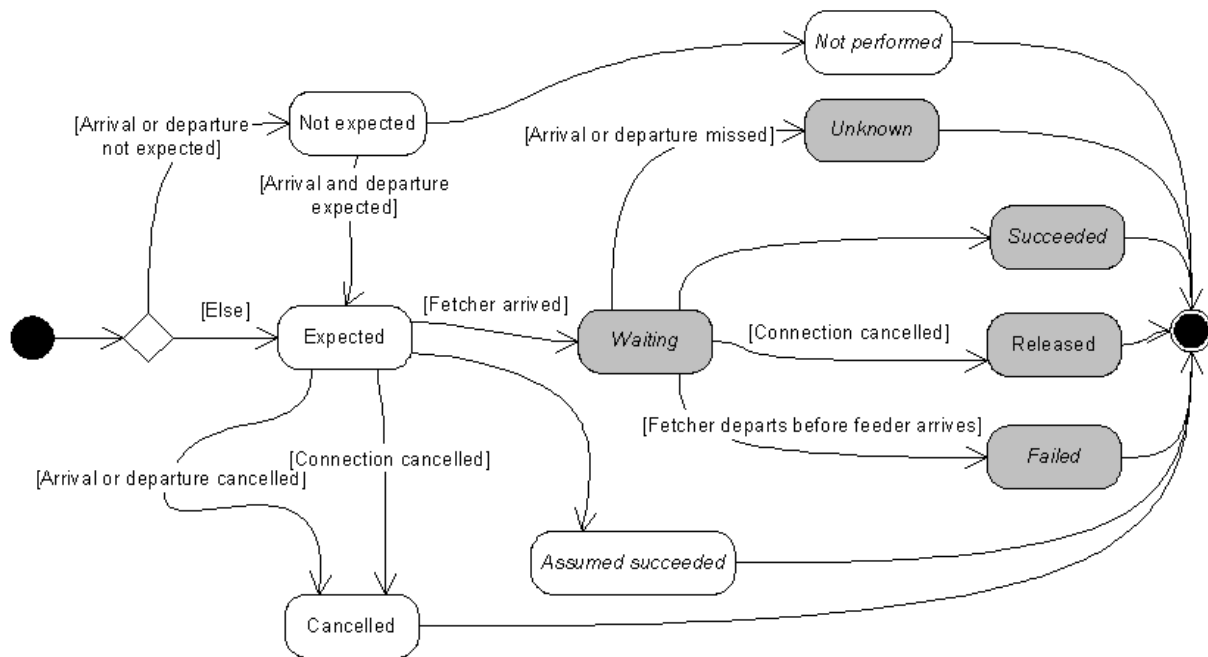 Not performed
[Arrival or departure
not expected]
Not expected
[Arrival or departure missed]
Unknown
[Arrival and departure
expected]
Succeeded
[Else]
[Fetcher arrived]
Expected
Waiting
[Connection cancelled]
Released
[Fetcher departs before feeder arrives]
Failed
[Connection cancelled]
[Arrival or departure cancelled]
Assumed succeeded
Cancelled